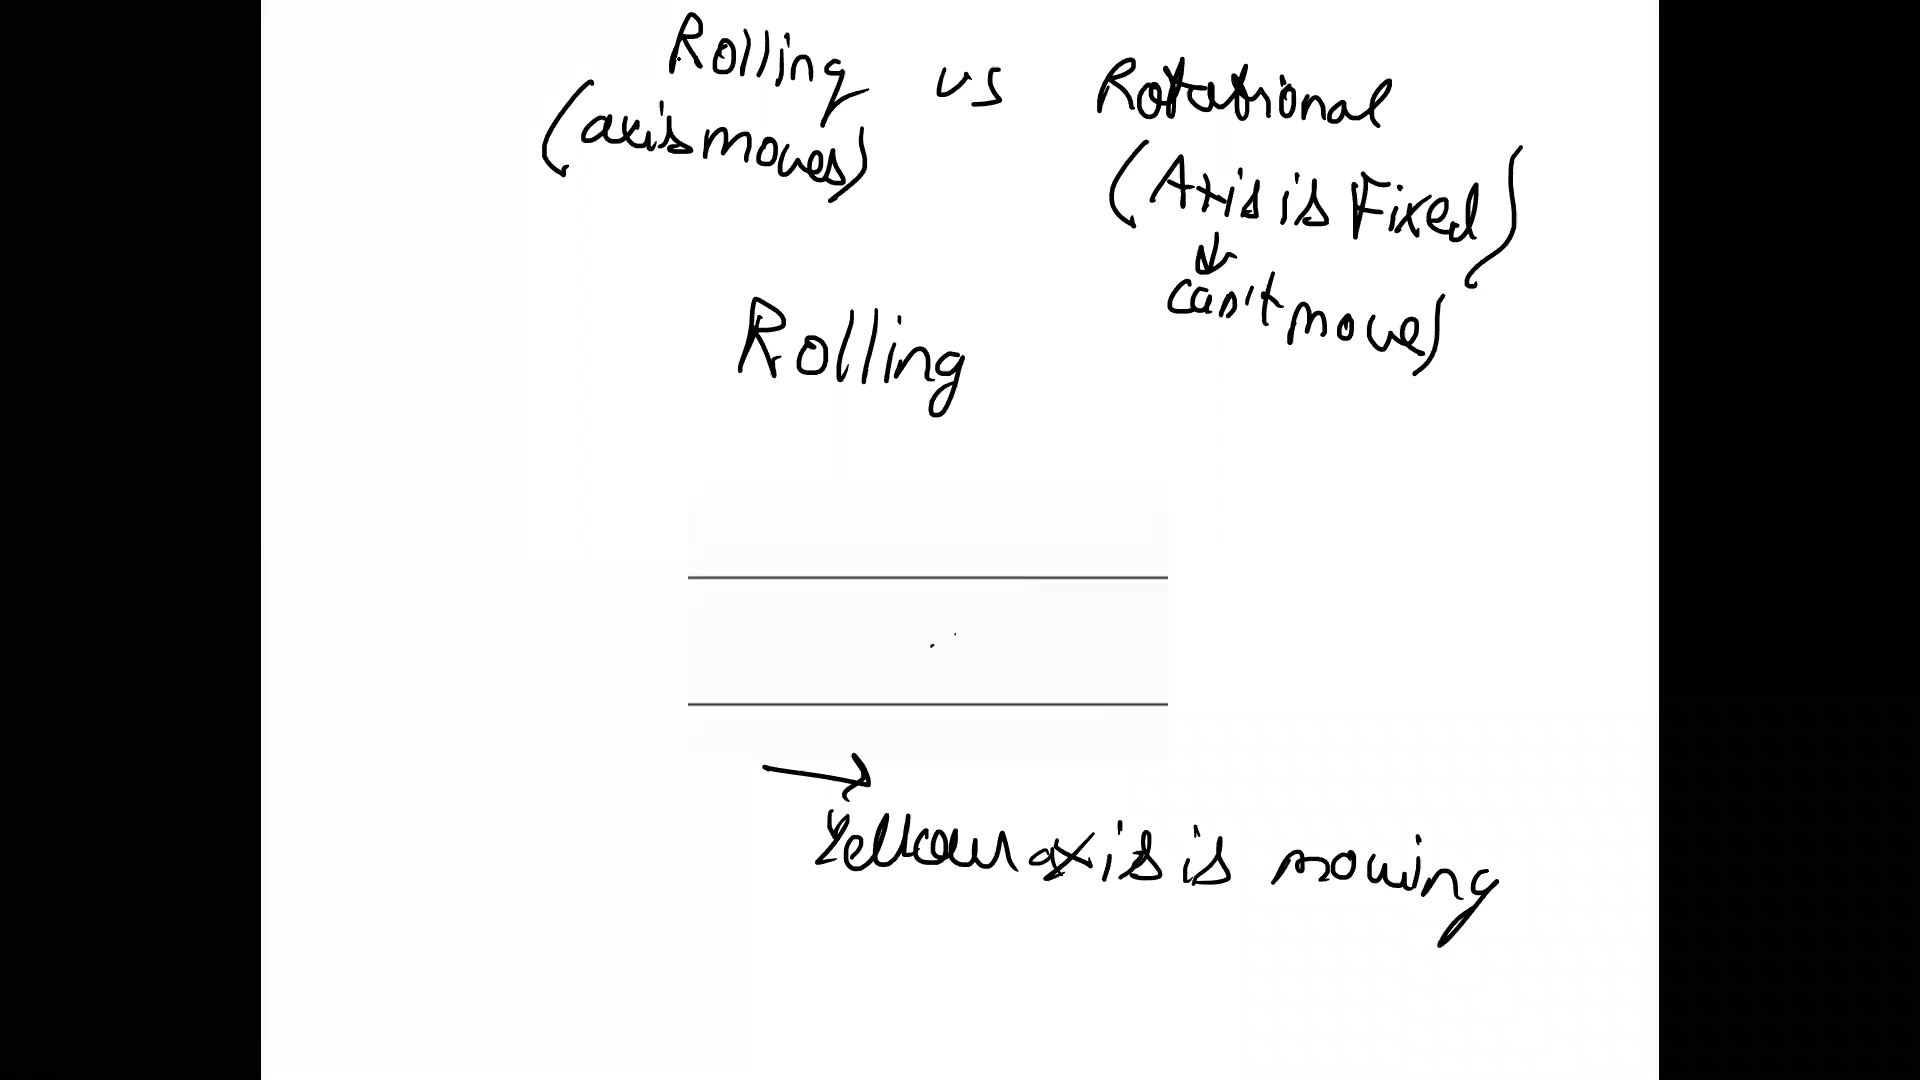 Rolling vs Rotational
(axis moves) (Axis is Fixed)
can't move)
Rolling
Yellow axis is moving